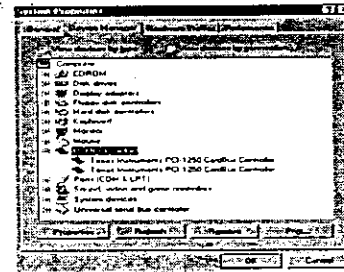 System Properties
Computer
CDROM
Disk drives
Display adapters
Floppy disk controllers
Hard disk controllers
Keyboard
Monitor
Mouse
Texas Instruments PCI-1250 CardBus Controller
Texas Instruments PCI-1250 CardBus Controller
Ports (COM & LPT)
Sound, video and game controllers
System devices
Universal serial bus controller
Properties
Refresh
Remove
Print...
OK
Cancel